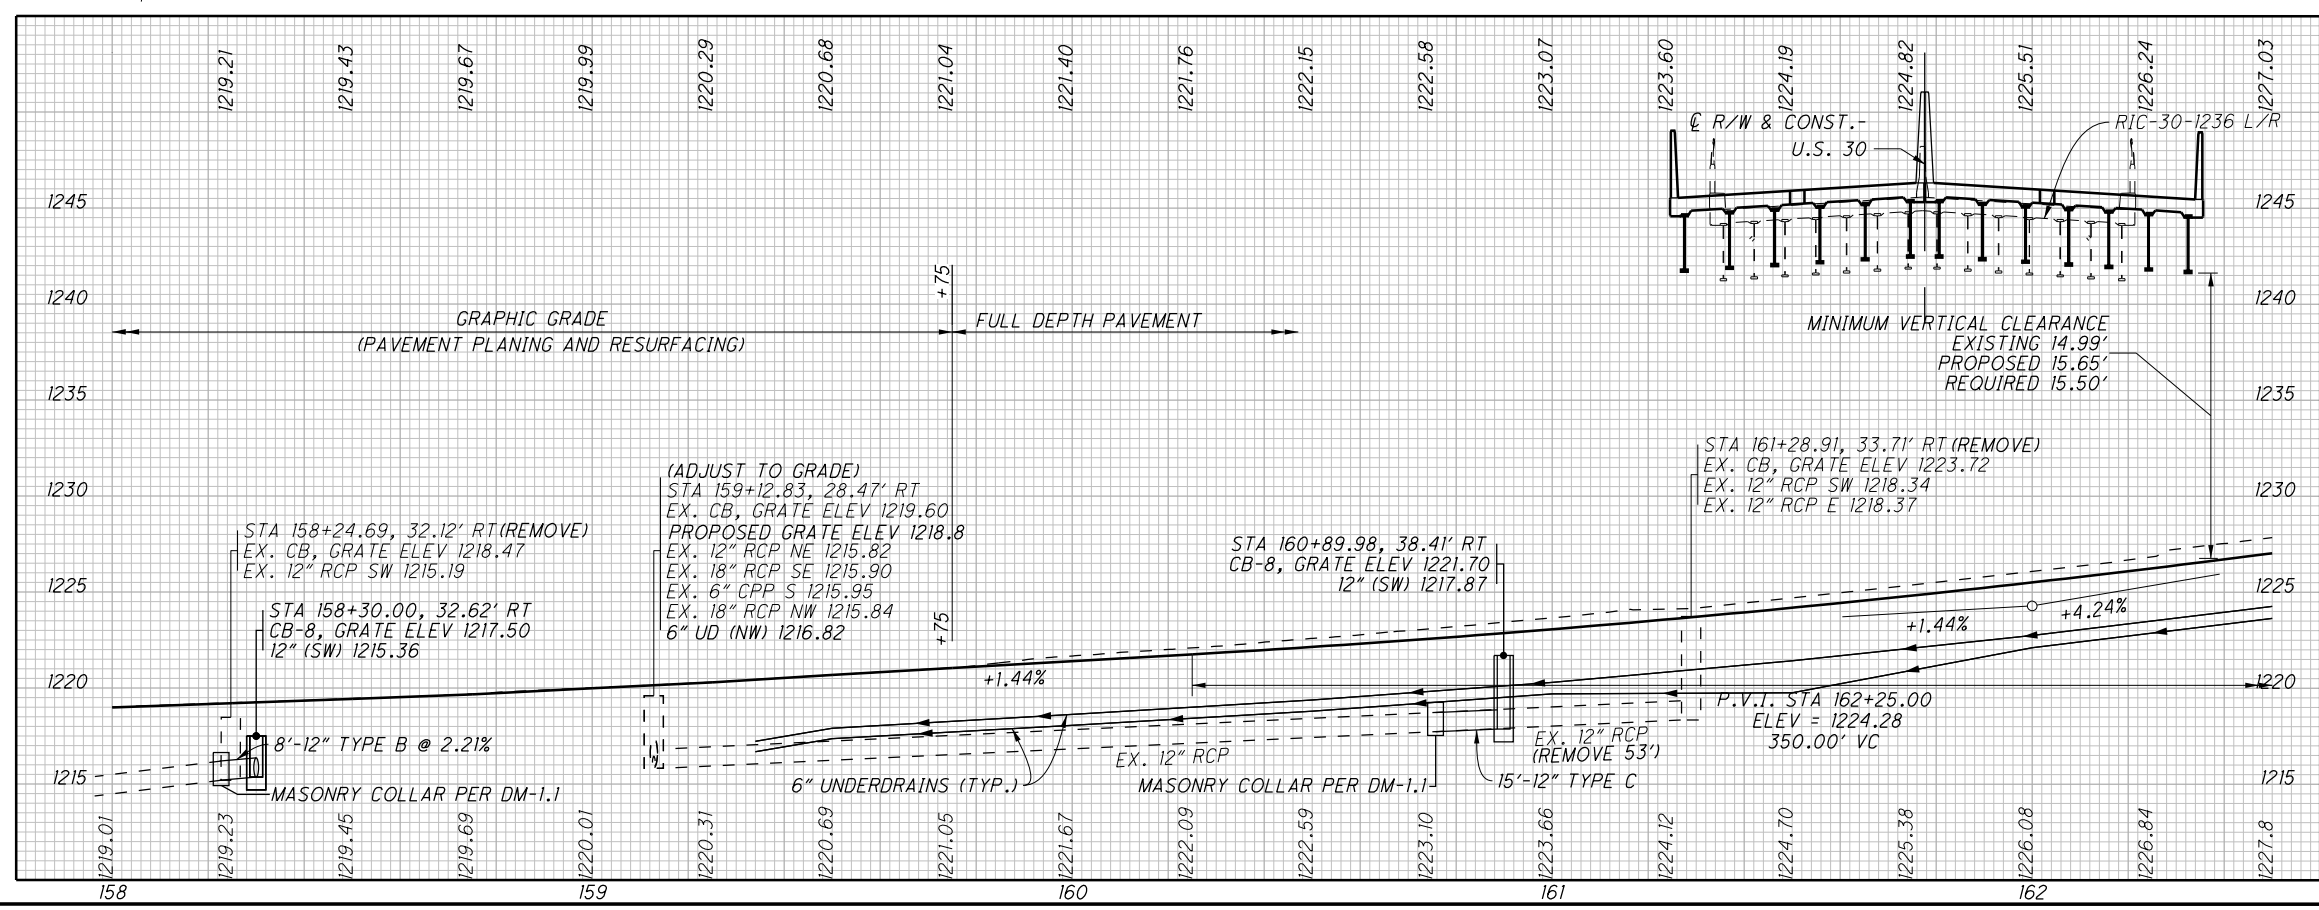 1219.21 1219.43 1219.67 1219.99 1220.29 1220.68 1221.04 1221.40 1221.76 1222.15 1222.58 1223.07 1223.60 1224.19 1224.82 1225.51 1226.24 1227.03
℄ R/W & CONST.-
U.S. 30
RIC-30-1236 L/R
1245 1245
1240 1240
+75
GRAPHIC GRADE
(PAVEMENT PLANING AND RESURFACING)
FULL DEPTH PAVEMENT
MINIMUM VERTICAL CLEARANCE
EXISTING 14.99'
PROPOSED 15.65'
REQUIRED 15.50'
1235 1235
1230 1230
STA 158+24.69, 32.12' RT (REMOVE)
EX. CB, GRATE ELEV 1218.47
EX. 12" RCP SW 1215.19
STA 158+30.00, 32.62' RT
CB-8, GRATE ELEV 1217.50
12" (SW) 1215.36
(ADJUST TO GRADE)
STA 159+12.83, 28.47' RT
EX. CB, GRATE ELEV 1219.60
PROPOSED GRATE ELEV 1218.8
EX. 12" RCP NE 1215.82
EX. 18" RCP SE 1215.90
EX. 6" CPP S 1215.95
EX. 18" RCP NW 1215.84
6" UD (NW) 1216.82
+75
STA 160+89.98, 38.41' RT
CB-8, GRATE ELEV 1221.70
12" (SW) 1217.87
STA 161+28.91, 33.71' RT (REMOVE)
EX. CB, GRATE ELEV 1223.72
EX. 12" RCP SW 1218.34
EX. 12" RCP E 1218.37
1225 1225
+1.44%
+1.44%
+4.24%
1220 1220
P.V.I. STA 162+25.00
ELEV = 1224.28
350.00' VC
8'-12" TYPE B @ 2.21%
MASONRY COLLAR PER DM-1.1
6" UNDERDRAINS (TYP.)
EX. 12" RCP
MASONRY COLLAR PER DM-1.1
EX. 12" RCP
(REMOVE 53')
15'-12" TYPE C
1215 1215
1219.01 1219.23 1219.45 1219.69 1220.01 1220.31 1220.69 1221.05 1221.67 1222.09 1222.59 1223.10 1223.66 1224.12 1224.70 1225.38 1226.08 1226.84 1227.8
158 159 160 161 162